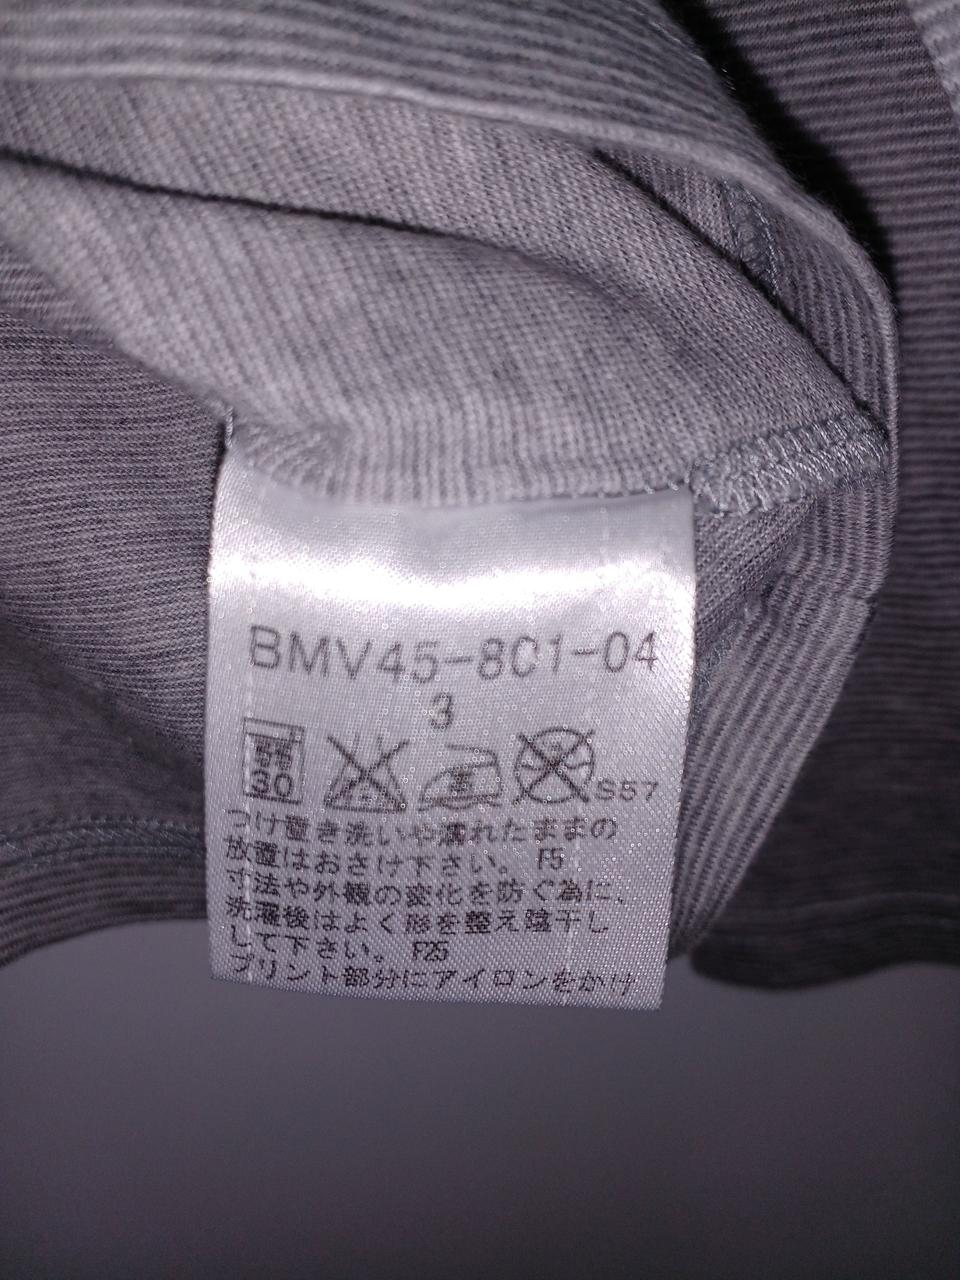 BMV45-801-04
3
30
S57
つけ置き洗いや濡れたままの
放置はおさけ下さい。 F5
寸法や外観の変化を防ぐ為に、
洗濯後はよく形を整え陰干し
して下さい。 F25
プリント部分にアイロンをかけ